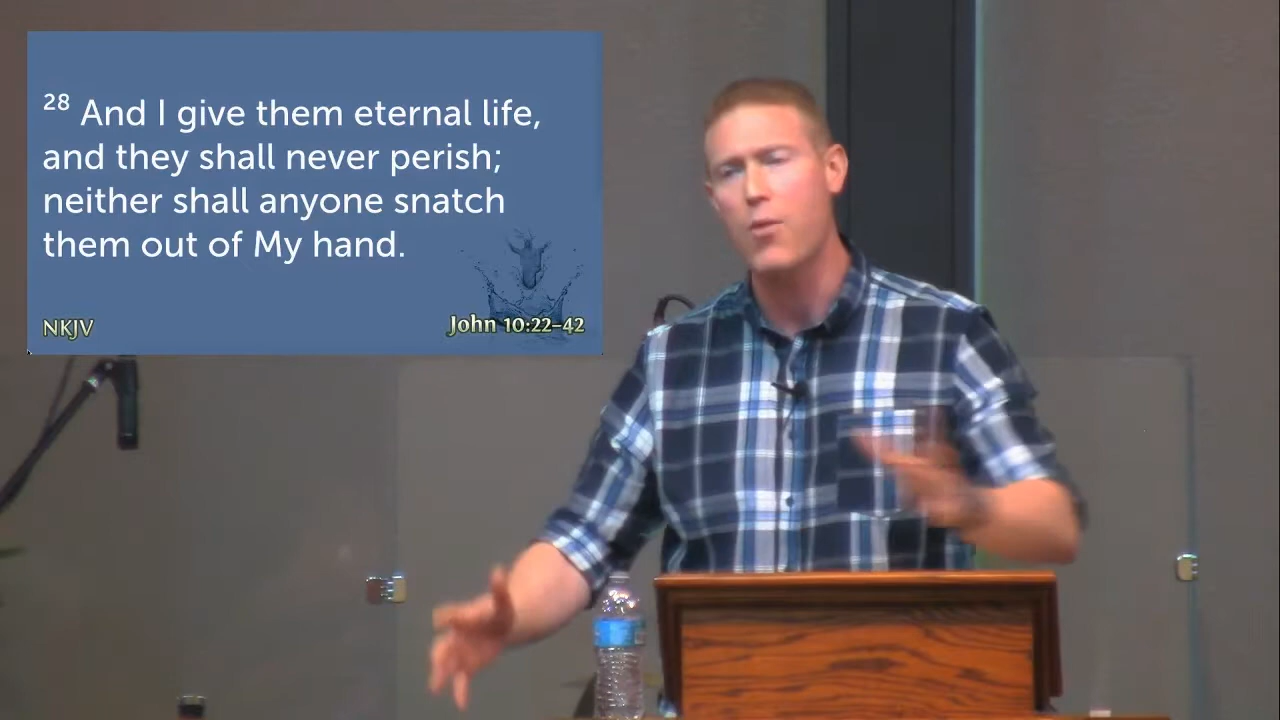 28 And I give them eternal life,
and they shall never perish;
neither shall anyone snatch
them out of My hand.
NKJV
John 10:22-42